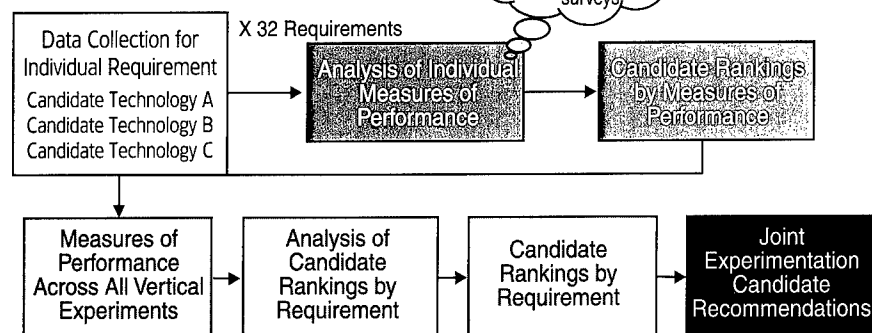 surveys
Data Collection for
Individual Requirement
Candidate Technology A
Candidate Technology B
Candidate Technology C
X 32 Requirements
Analysis of Individual
Measures of
Performance
Candidate Rankings
by Measures of
Performance
Measures of
Performance
Across All Vertical
Experiments
Analysis of
Candidate
Rankings by
Requirement
Candidate
Rankings by
Requirement
Joint
Experimentation
Candidate
Recommendations